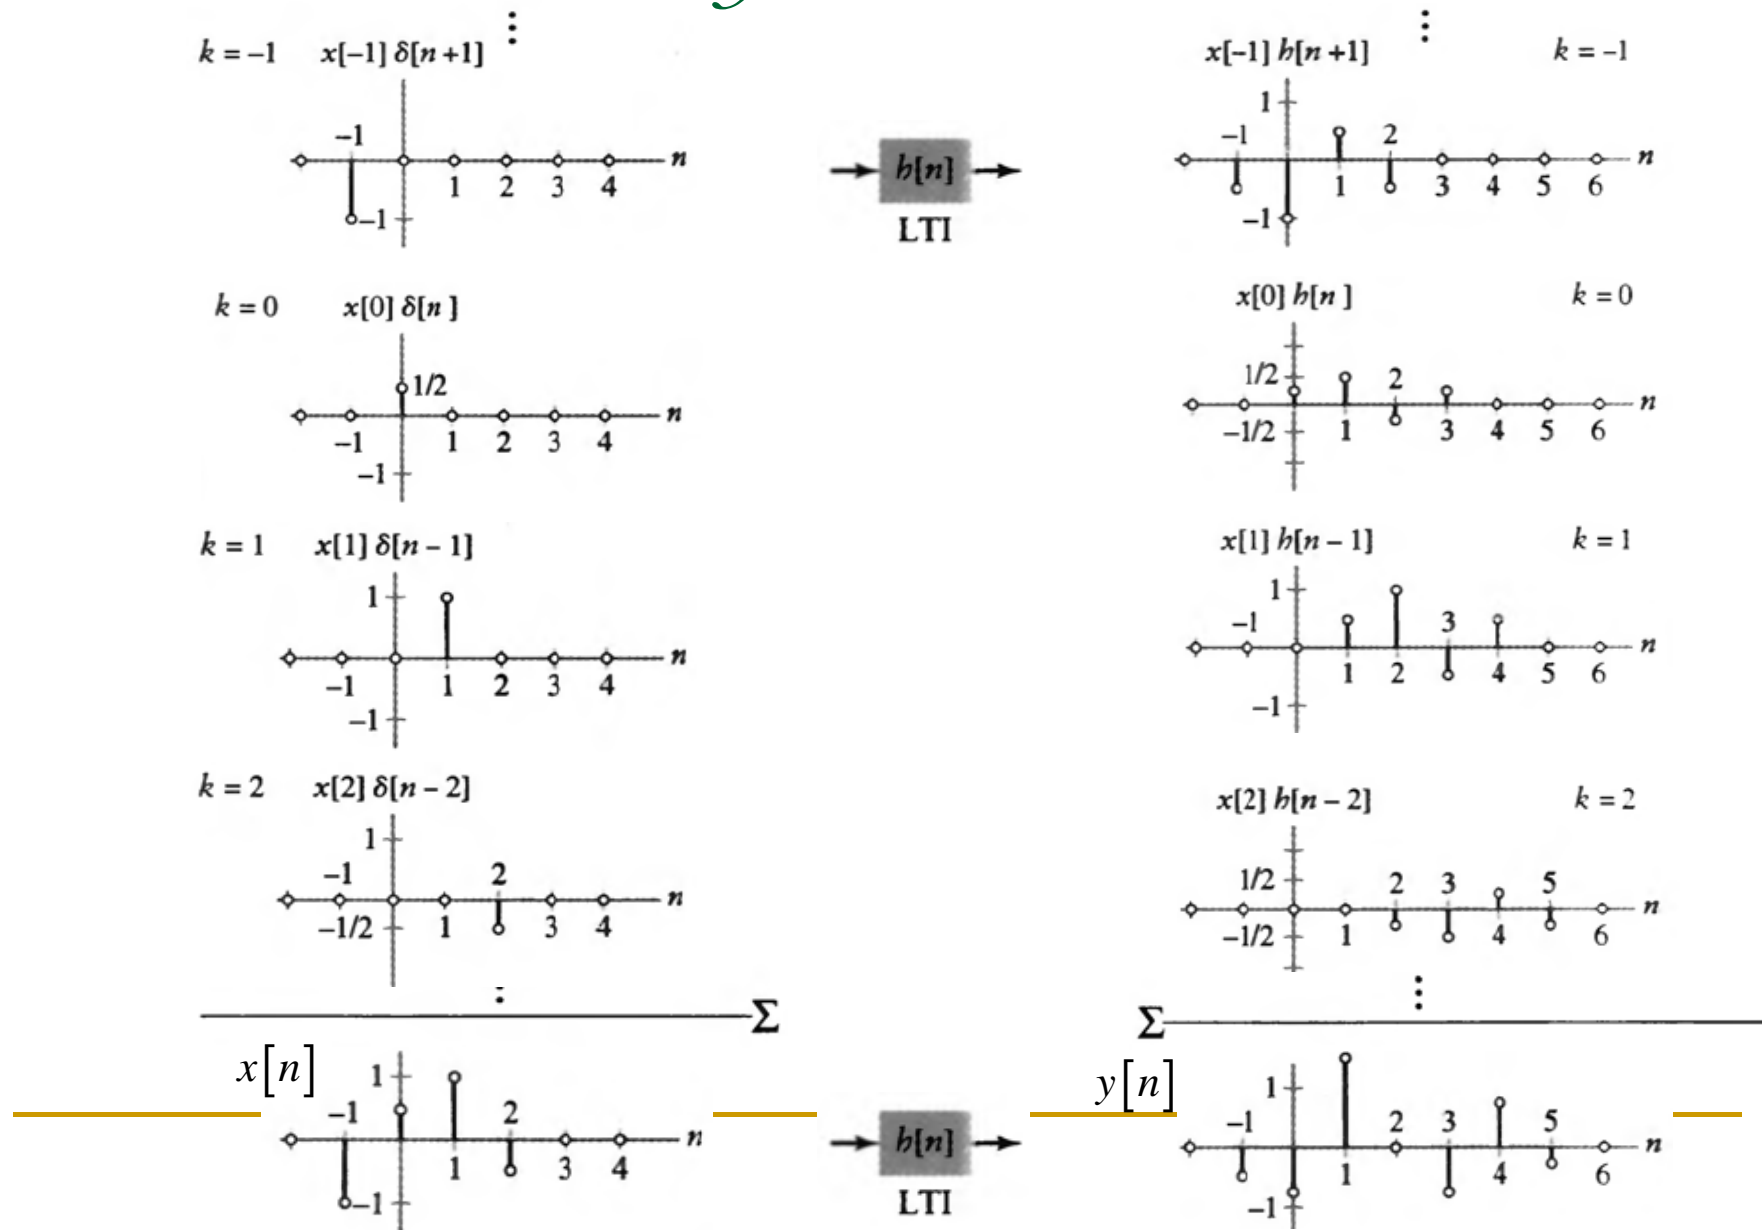 ⋮
k = –1 x[–1] δ[n +1]
–1 n
1 2 3 4
–1
h[n]
LTI
⋮
x[–1] h[n +1] k = –1
1
–1 2 n
1 3 4 5 6
–1
k = 0 x[0] δ[n ]
1/2
n
–1 1 2 3 4
–1
x[0] h[n ] k = 0
1/2 2 n
–1/2 1 3 4 5 6
k = 1 x[1] δ[n – 1]
1
n
–1 1 2 3 4
–1
x[1] h[n – 1] k = 1
1
–1 3 n
1 2 4 5 6
–1
k = 2 x[2] δ[n – 2]
1
–1 2 n
–1/2 1 3 4
⋮
Σ
x[2] h[n – 2] k = 2
1/2 2 3 5 n
–1/2 1 4 6
⋮
Σ
x[n]
1
–1 2 n
1 3 4
–1
h[n]
LTI
y[n]
1
–1 2 3 5 n
1 4 6
–1